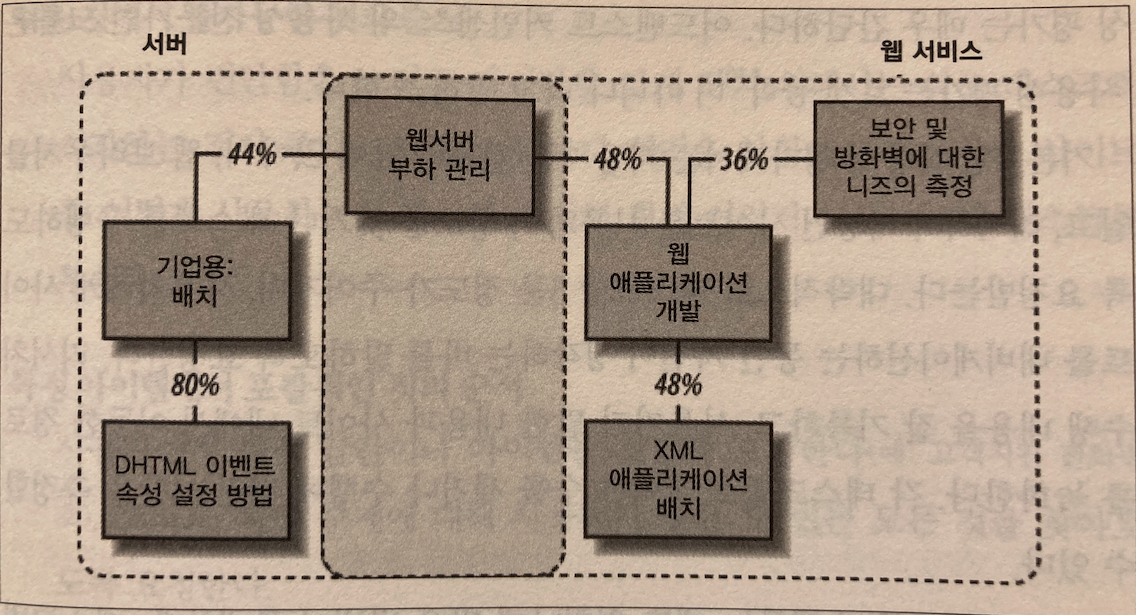 서버
웹 서비스
웹서버
부하 관리
보안 및
방화벽에 대한
니즈의 측정
44%
48%
36%
기업용:
배치
웹
애플리케이션
개발
80%
48%
DHTML 이벤트
속성 설정 방법
XML
애플리케이션
배치